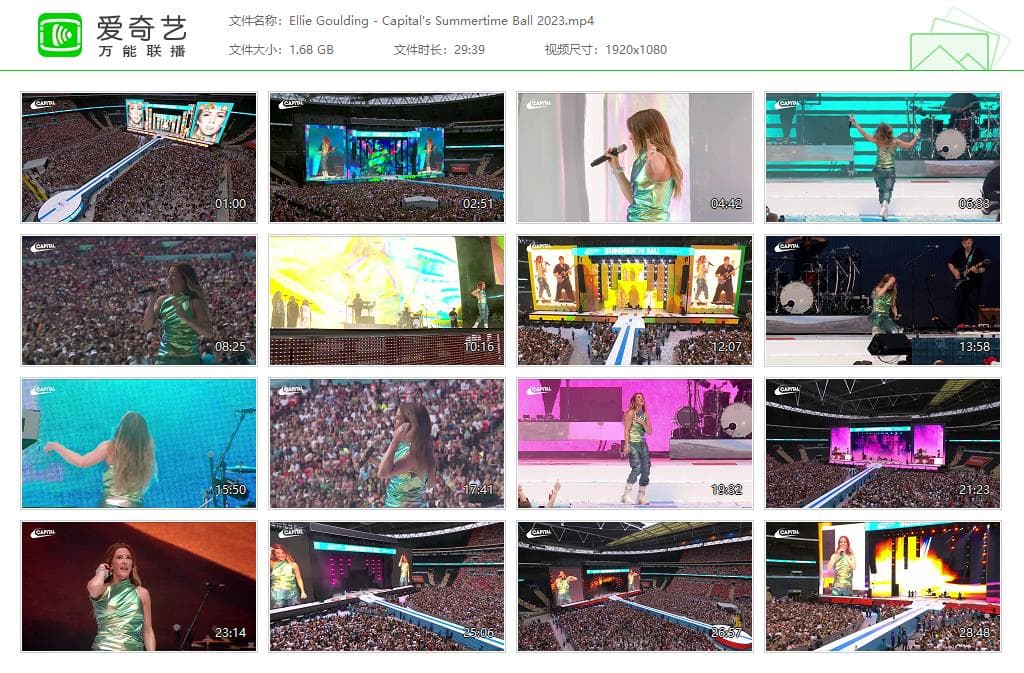 爱奇艺
万能联播
文件名称：Ellie Goulding - Capital's Summertime Ball 2023.mp4
文件大小：1.68 GB 文件时长：29:39 视频尺寸：1920x1080
CAPITAL CAPITAL CAPITAL CAPITAL
01:00 02:51 04:42 06:33
CAPITAL CAPITAL CAPITAL
SUMMERTIME BALL
08:25 10:16 12:07 13:58
CAPITAL CAPITAL CAPITAL CAPITAL
15:50 17:41 19:32 21:23
CAPITAL CAPITAL CAPITAL CAPITAL
23:14 25:06 26:57 28:48